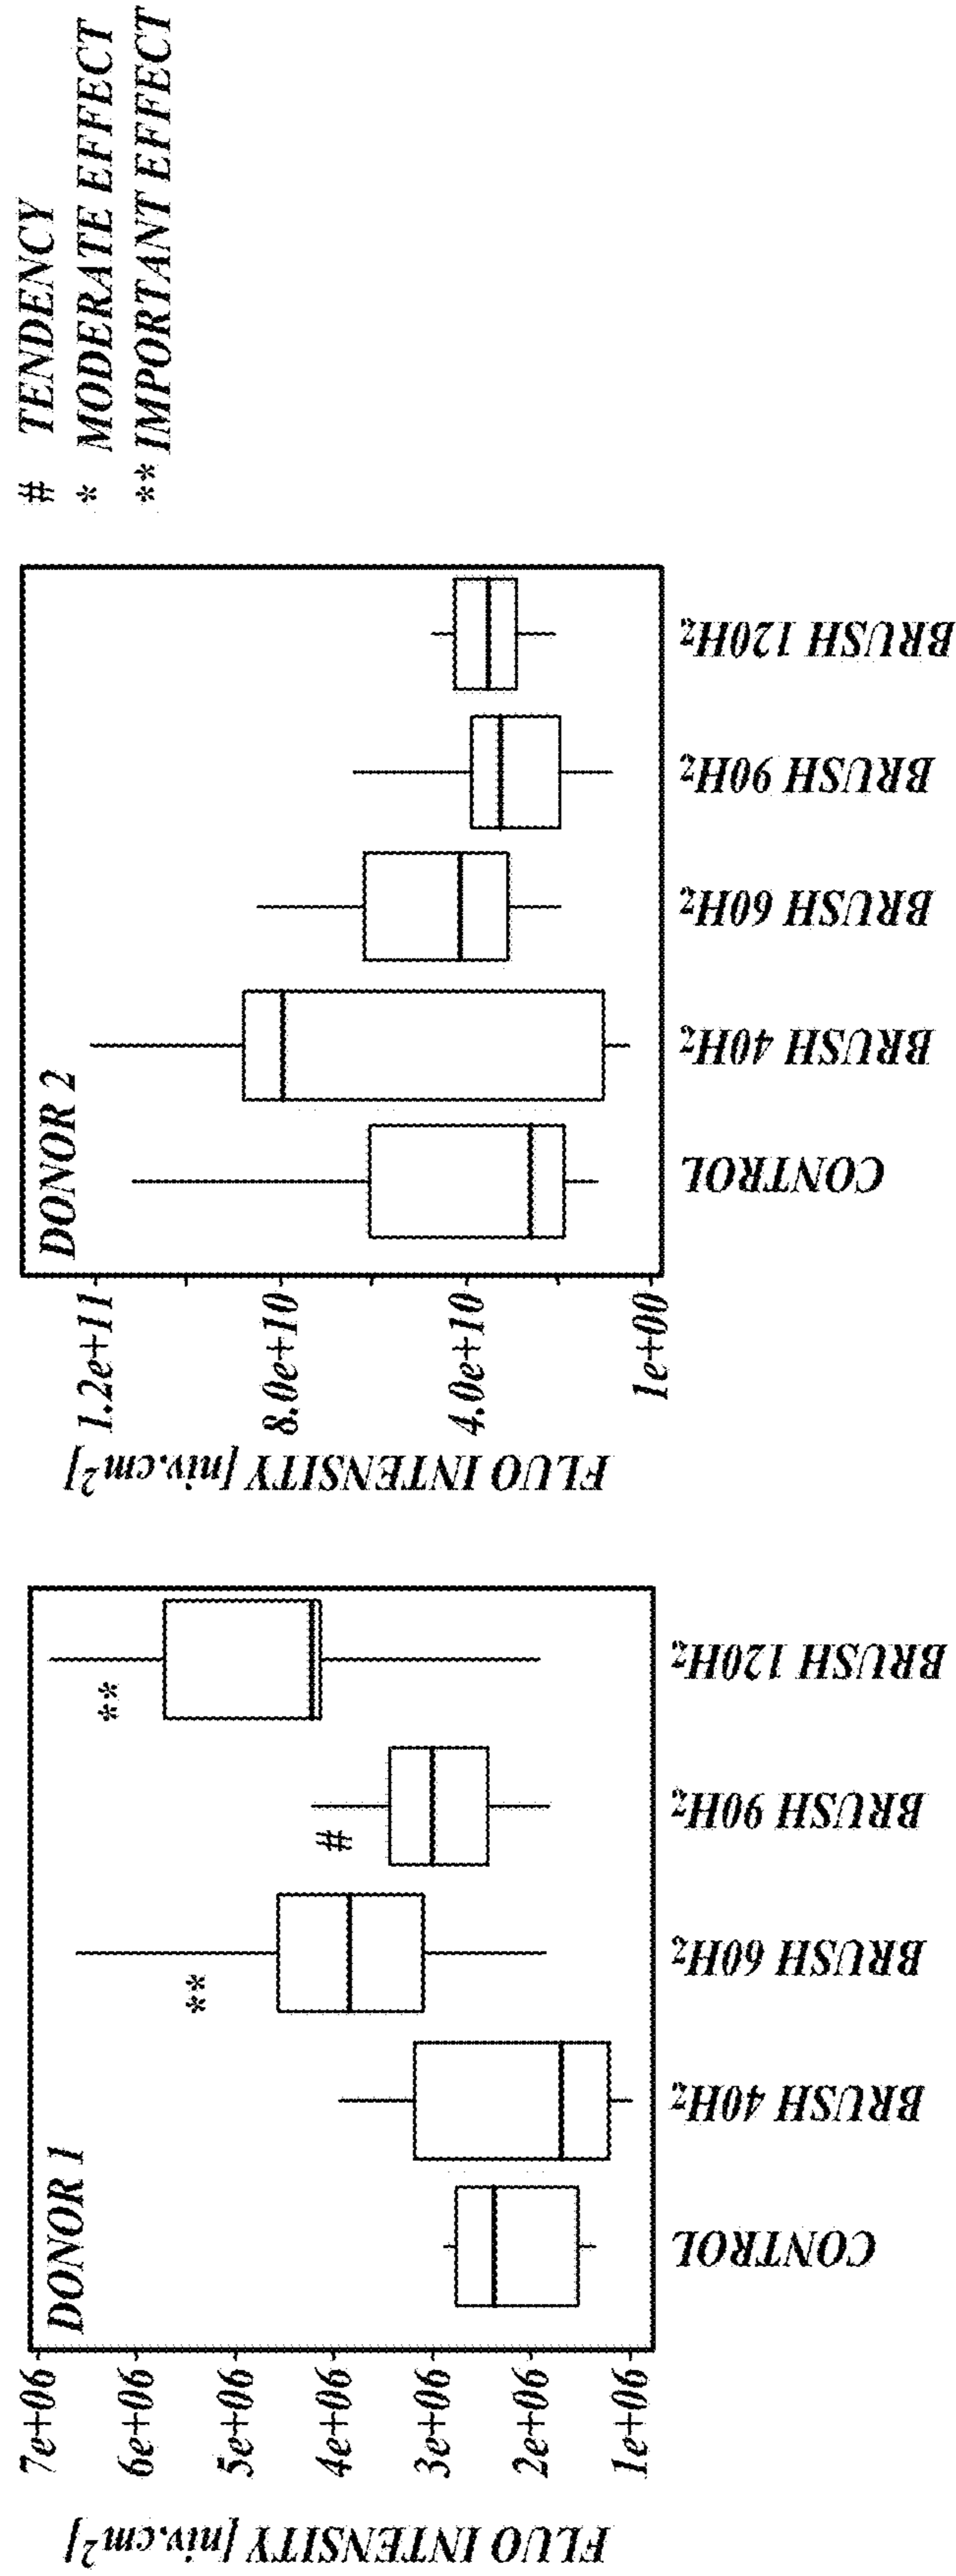 DONOR 1
FLUO INTENSITY [niv.cm²]
7e+06
6e+06
5e+06
4e+06
3e+06
2e+06
1e+06
**
#
**
CONTROL
BRUSH 40Hz
BRUSH 60Hz
BRUSH 90Hz
BRUSH 120Hz
DONOR 2
FLUO INTENSITY [niv.cm²]
1.2e+11
8.0e+10
4.0e+10
1e+00
CONTROL
BRUSH 40Hz
BRUSH 60Hz
BRUSH 90Hz
BRUSH 120Hz
# TENDENCY
* MODERATE EFFECT
** IMPORTANT EFFECT